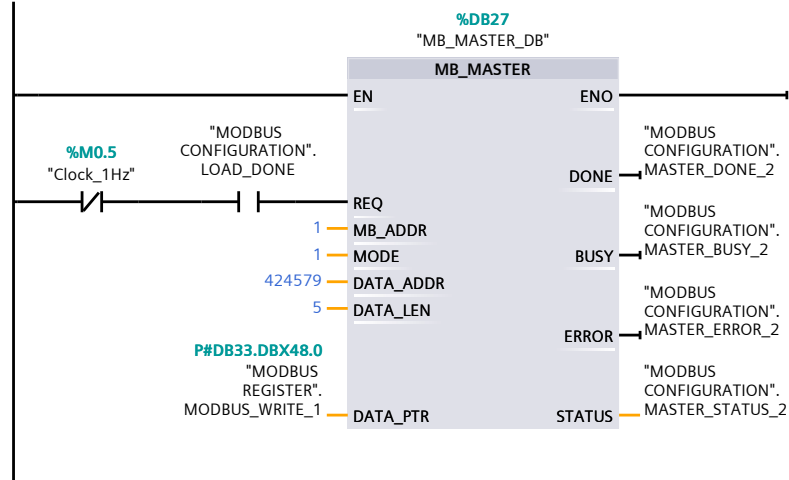 %DB27
"MB_MASTER_DB"
MB_MASTER
EN
ENO
%M0.5
"Clock_1Hz"
"MODBUS
CONFIGURATION".
LOAD_DONE
"MODBUS
CONFIGURATION".
MASTER_DONE_2
DONE
REQ
1
MB_ADDR
"MODBUS
CONFIGURATION".
MASTER_BUSY_2
1
MODE
BUSY
424579
DATA_ADDR
5
DATA_LEN
"MODBUS
CONFIGURATION".
MASTER_ERROR_2
ERROR
P#DB33.DBX48.0
"MODBUS
REGISTER".
MODBUS_WRITE_1
DATA_PTR
STATUS
"MODBUS
CONFIGURATION".
MASTER_STATUS_2